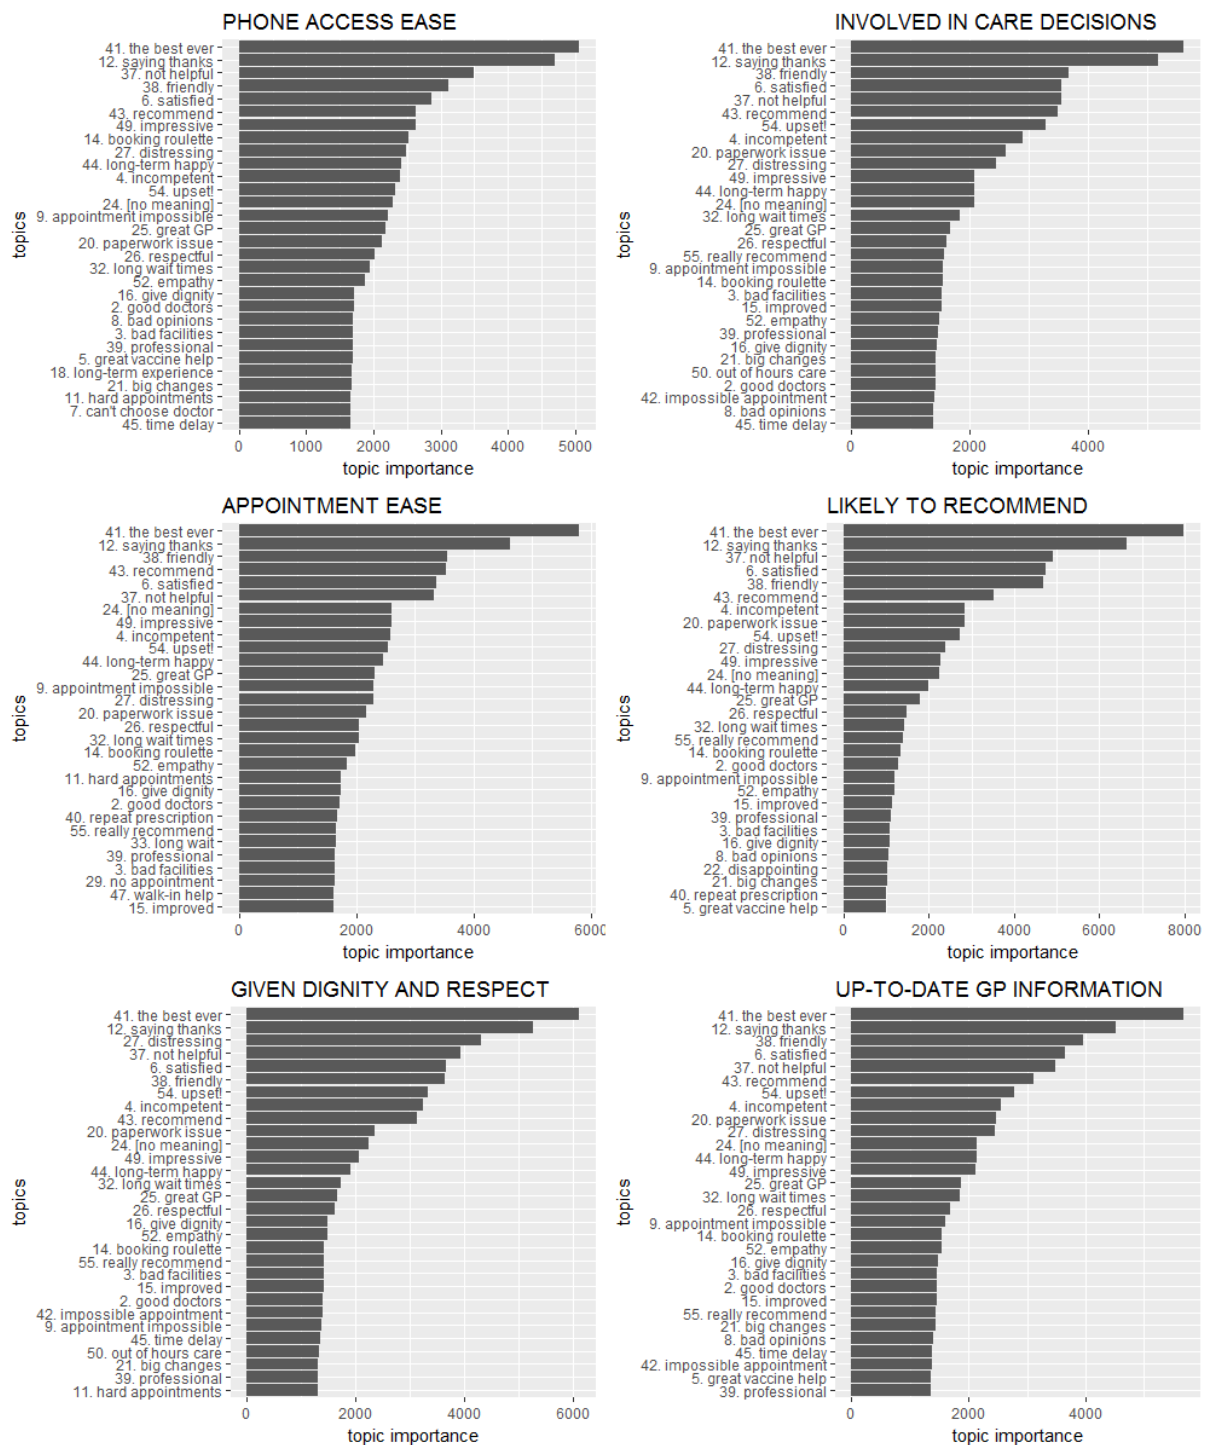 PHONE ACCESS EASE
topics
41. the best ever
12. saying thanks
37. not helpful
38. friendly
6. satisfied
43. recommend
49. impressive
14. booking roulette
27. distressing
44. long-term happy
4. incompetent
54. upset!
24. [no meaning]
9. appointment impossible
25. great GP
20. paperwork issue
26. respectful
32. long wait times
52. empathy
16. give dignity
2. good doctors
8. bad opinions
3. bad facilities
39. professional
5. great vaccine help
18. long-term experience
21. big changes
11. hard appointments
7. can't choose doctor
45. time delay
0 1000 2000 3000 4000 5000
topic importance
INVOLVED IN CARE DECISIONS
topics
41. the best ever
12. saying thanks
38. friendly
6. satisfied
37. not helpful
43. recommend
54. upset!
4. incompetent
20. paperwork issue
27. distressing
49. impressive
44. long-term happy
24. [no meaning]
32. long wait times
25. great GP
26. respectful
55. really recommend
9. appointment impossible
14. booking roulette
3. bad facilities
15. improved
52. empathy
39. professional
16. give dignity
21. big changes
50. out of hours care
2. good doctors
42. impossible appointment
8. bad opinions
45. time delay
0 2000 4000
topic importance
APPOINTMENT EASE
topics
41. the best ever
12. saying thanks
38. friendly
43. recommend
6. satisfied
37. not helpful
24. [no meaning]
49. impressive
4. incompetent
54. upset!
44. long-term happy
25. great GP
9. appointment impossible
27. distressing
20. paperwork issue
26. respectful
32. long wait times
14. booking roulette
52. empathy
11. hard appointments
16. give dignity
2. good doctors
40. repeat prescription
55. really recommend
33. long wait
39. professional
3. bad facilities
29. no appointment
47. walk-in help
15. improved
0 2000 4000 6000
topic importance
LIKELY TO RECOMMEND
topics
41. the best ever
12. saying thanks
37. not helpful
6. satisfied
38. friendly
43. recommend
4. incompetent
20. paperwork issue
54. upset!
27. distressing
49. impressive
24. [no meaning]
44. long-term happy
25. great GP
26. respectful
32. long wait times
55. really recommend
14. booking roulette
2. good doctors
9. appointment impossible
52. empathy
15. improved
39. professional
3. bad facilities
16. give dignity
8. bad opinions
22. disappointing
21. big changes
40. repeat prescription
5. great vaccine help
0 2000 4000 6000 8000
topic importance
GIVEN DIGNITY AND RESPECT
topics
41. the best ever
12. saying thanks
27. distressing
37. not helpful
6. satisfied
38. friendly
54. upset!
4. incompetent
43. recommend
20. paperwork issue
24. [no meaning]
49. impressive
44. long-term happy
32. long wait times
25. great GP
26. respectful
16. give dignity
52. empathy
14. booking roulette
55. really recommend
3. bad facilities
15. improved
2. good doctors
42. impossible appointment
9. appointment impossible
45. time delay
50. out of hours care
21. big changes
39. professional
11. hard appointments
0 2000 4000 6000
topic importance
UP-TO-DATE GP INFORMATION
topics
41. the best ever
12. saying thanks
38. friendly
6. satisfied
37. not helpful
43. recommend
54. upset!
4. incompetent
20. paperwork issue
27. distressing
24. [no meaning]
44. long-term happy
49. impressive
25. great GP
32. long wait times
26. respectful
9. appointment impossible
14. booking roulette
52. empathy
16. give dignity
3. bad facilities
2. good doctors
15. improved
55. really recommend
21. big changes
8. bad opinions
45. time delay
42. impossible appointment
5. great vaccine help
39. professional
0 2000 4000
topic importance